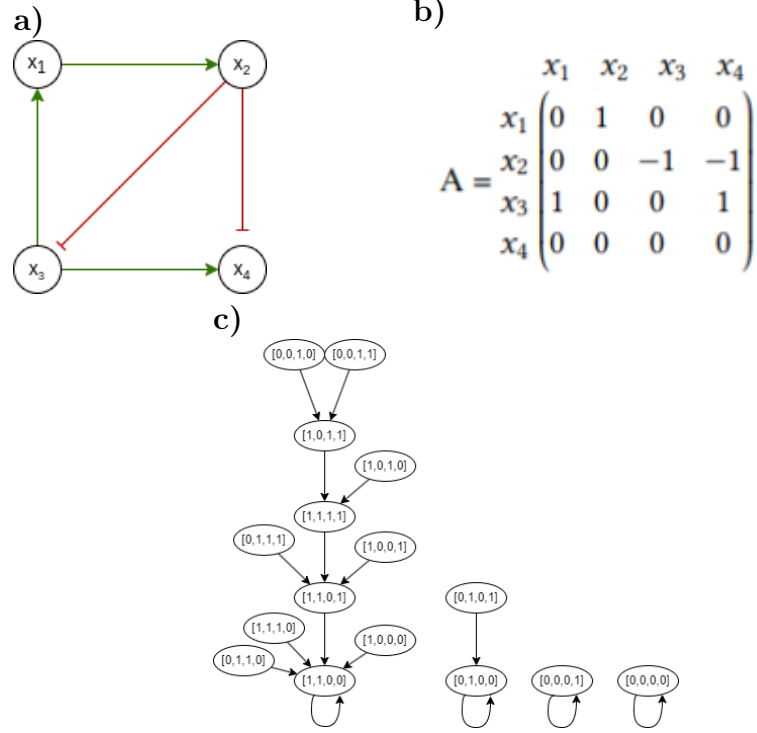 a)
x1
x2
x3
x4
b)
x1 x2 x3 x4
A =
x1 0 1 0 0
x2 0 0 −1 −1
x3 1 0 0 1
x4 0 0 0 0
c)
[0,0,1,0] [0,0,1,1]
[1,0,1,1]
[1,0,1,0]
[1,1,1,1]
[0,1,1,1]
[1,0,0,1]
[1,1,0,1]
[0,1,0,1]
[1,1,1,0]
[1,0,0,0]
[0,1,1,0]
[1,1,0,0]
[0,1,0,0]
[0,0,0,1]
[0,0,0,0]